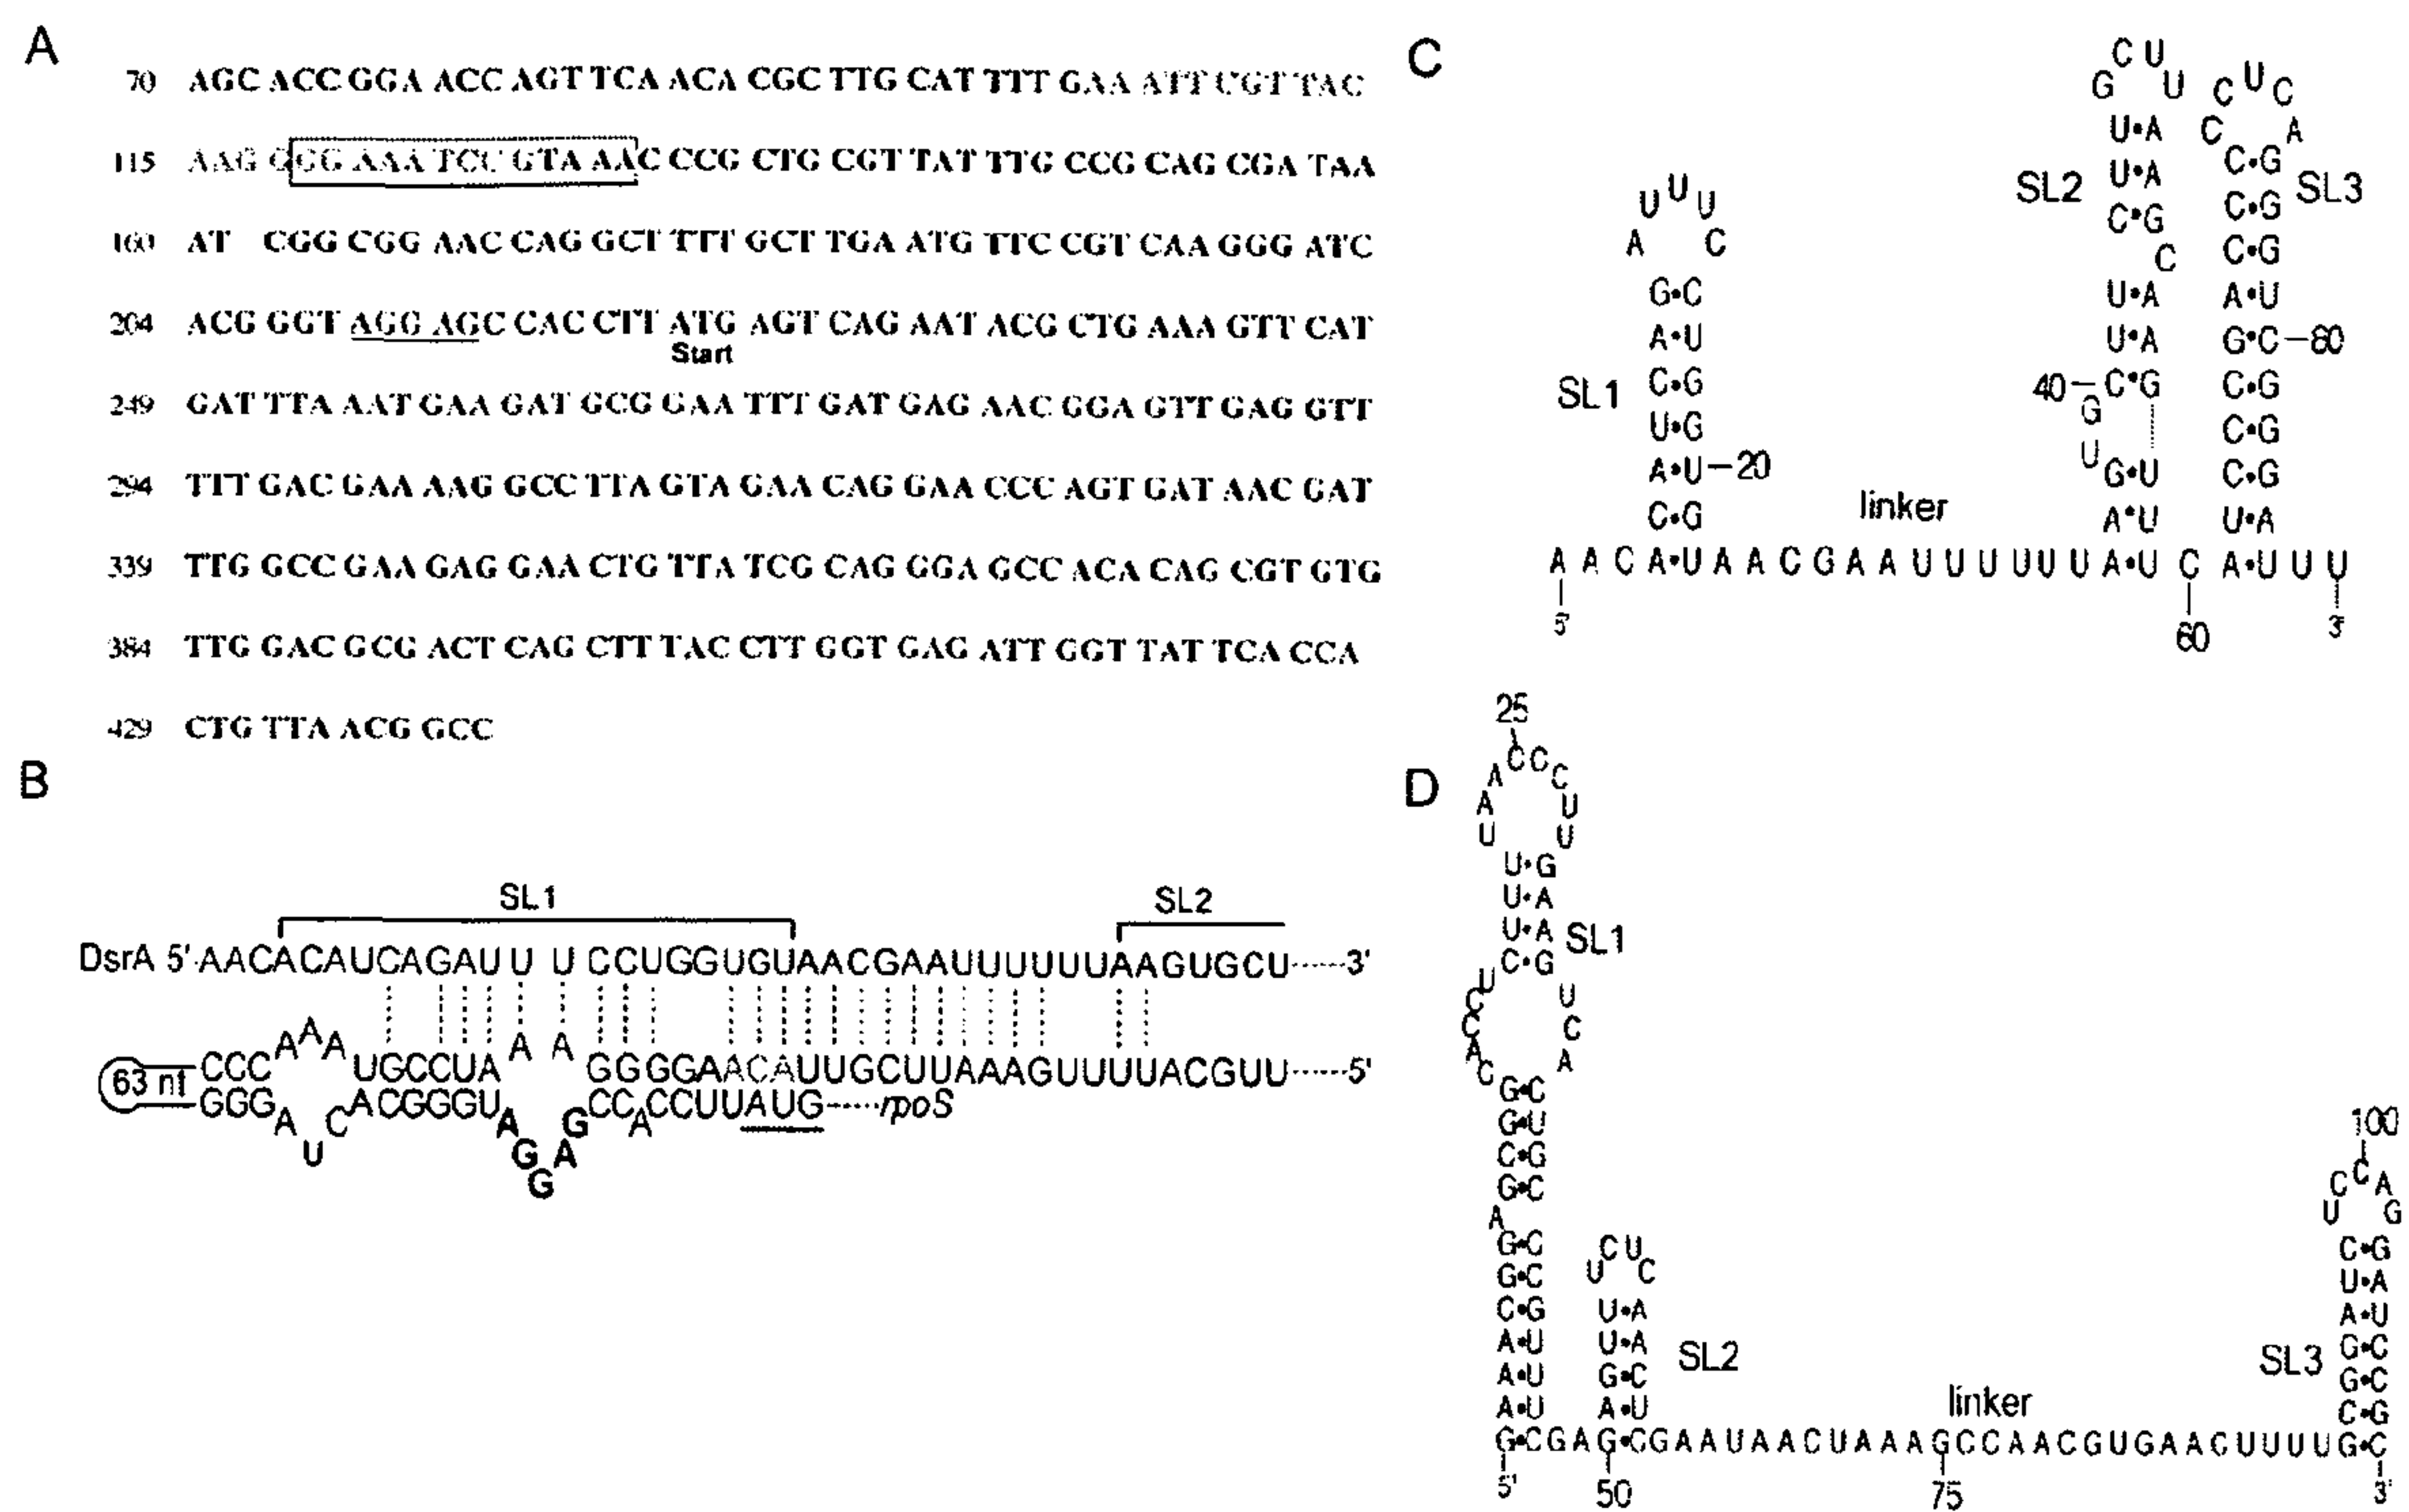 A
70 AGC ACC GGA ACC AGT TCA ACA CGC TTG CAT TTT GAA ATT CGT TAC
115 AAG GGG AAA TCC GTA AAC CCG CTG CGT TAT TTG CCG CAG CGA TAA
160 AT CGG CGG AAC CAG GCT TTT GCT TGA ATG TTC CGT CAA GGG ATC
204 ACG GGT AGG AGC CAC CTT ATG AGT CAG AAT ACG CTG AAA GTT CAT
Start
249 GAT TTA AAT GAA GAT GCG GAA TTT GAT GAG AAC GGA GTT GAG GTT
294 TTT GAC GAA AAG GCC TTA GTA GAA CAG GAA CCC AGT GAT AAC GAT
339 TTG GCC GAA GAG GAA CTG TTA TCG CAG GGA GCC ACA CAG CGT GTG
384 TTG GAC GCG ACT CAG CTT TAC CTT GGT GAG ATT GGT TAT TCA CCA
429 CTG TTA ACG GCC
B
SL1 SL2
DsrA 5'-AACACAUCAGAUU U CCUGGUGUAACGAAUUUUUUAAGUGCU------3'
63 nt CCC AAA UGCCUA A A GGGGAACAUUGCUUAAAGUUUUUACGUU------5'
GGG A U C ACGGGU A G G A G CCACCUUAUG------rpoS
C
C U
G U C U C
U•A C A
U•A C•G
SL2 C•G C•G SL3
C C•G
U U U
A C
G•C U•A A•U
A•U U•A G•C–80
SL1 C•G 40–C•G C•G
U•G G C•G
A•U–20 U G•U C•G
C•G linker A•U U•A
A A C A•U A A C G A A U U U U U U A•U C A•U U U
5' 60 3'
D
25
C C
A C
A U
U U
U•G
U•A
U•A SL1
C•G
U U
C
C C
A A
C
G•C
G•U
C•G
G•C
A
G•C C U
G•C U C
C•G U•A
A•U U•A SL2
A•U G•C
A•U A•U linker
G•CGAG•CGAAUAACUAAAGCCAACGUGAACUUUUG•C
5' 50 75 3'
100
C C A
U G
C•G
U•A
A•U
SL3 G•C
G•C
C•G